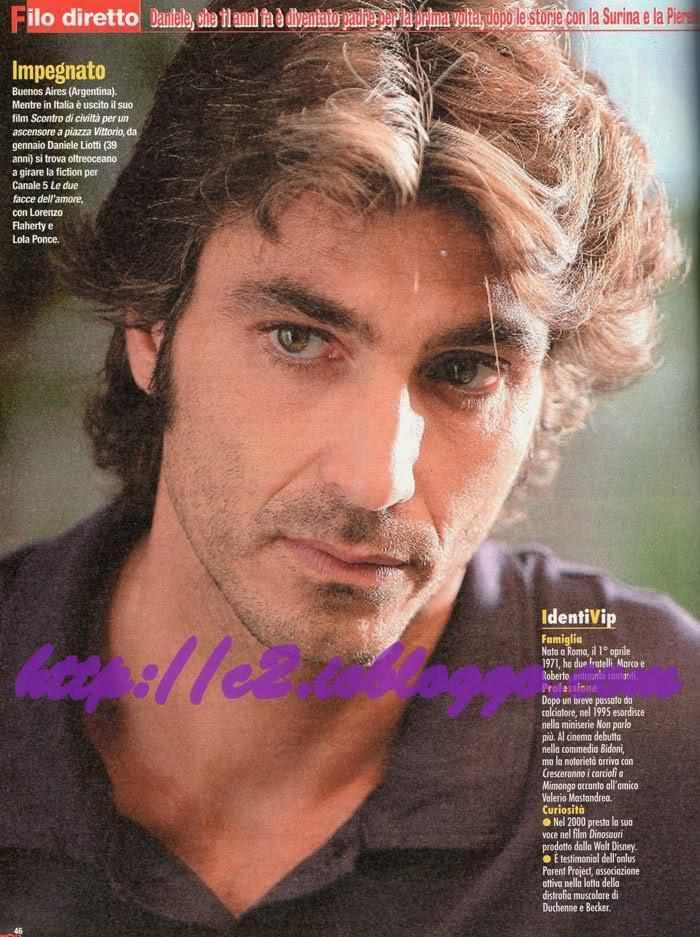 Filo diretto
Daniele, che 11 anni fa è diventato padre per la prima volta, dopo le storie con la Surina e la
Impegnato
Buenos Aires (Argentina).
Mentre in Italia è uscito il suo
film Scontro di civiltà per un
ascensore a piazza Vittorio, da
gennaio Daniele Liotti (39
anni) si trova oltreoceano
a girare la fiction per
Canale 5 Le due
facce dell'amore,
con Lorenzo
Flaherty e
Lola Ponce.
IdentiVip
Famiglia
Nato a Roma, il 1° aprile
1971, ha due fratelli, Marco e
Roberto, entrambi cantanti.
Professione
Dopo un breve passato da
calciatore, nel 1995 esordisce
nella miniserie Non parlo
più. Al cinema debutta
nella commedia Bidoni,
ma la notorietà arriva con
Cresceranno i carciofi a
Mimongo accanto all'amico
Valerio Mastandrea.
Curiosità
● Nel 2000 presta la sua
voce nel film Dinosauri
prodotto dalla Walt Disney.
● È testimonial dell'onlus
Parent Project, associazione
attiva nella lotta della
distrofia muscolare di
Duchenne e Becker.
46